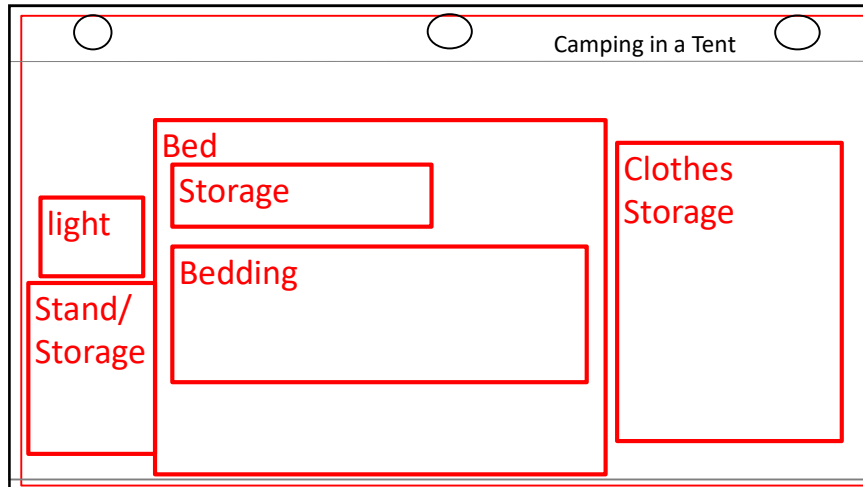 Camping in a Tent
Bed
Storage
Clothes
Storage
light
Bedding
Stand/
Storage